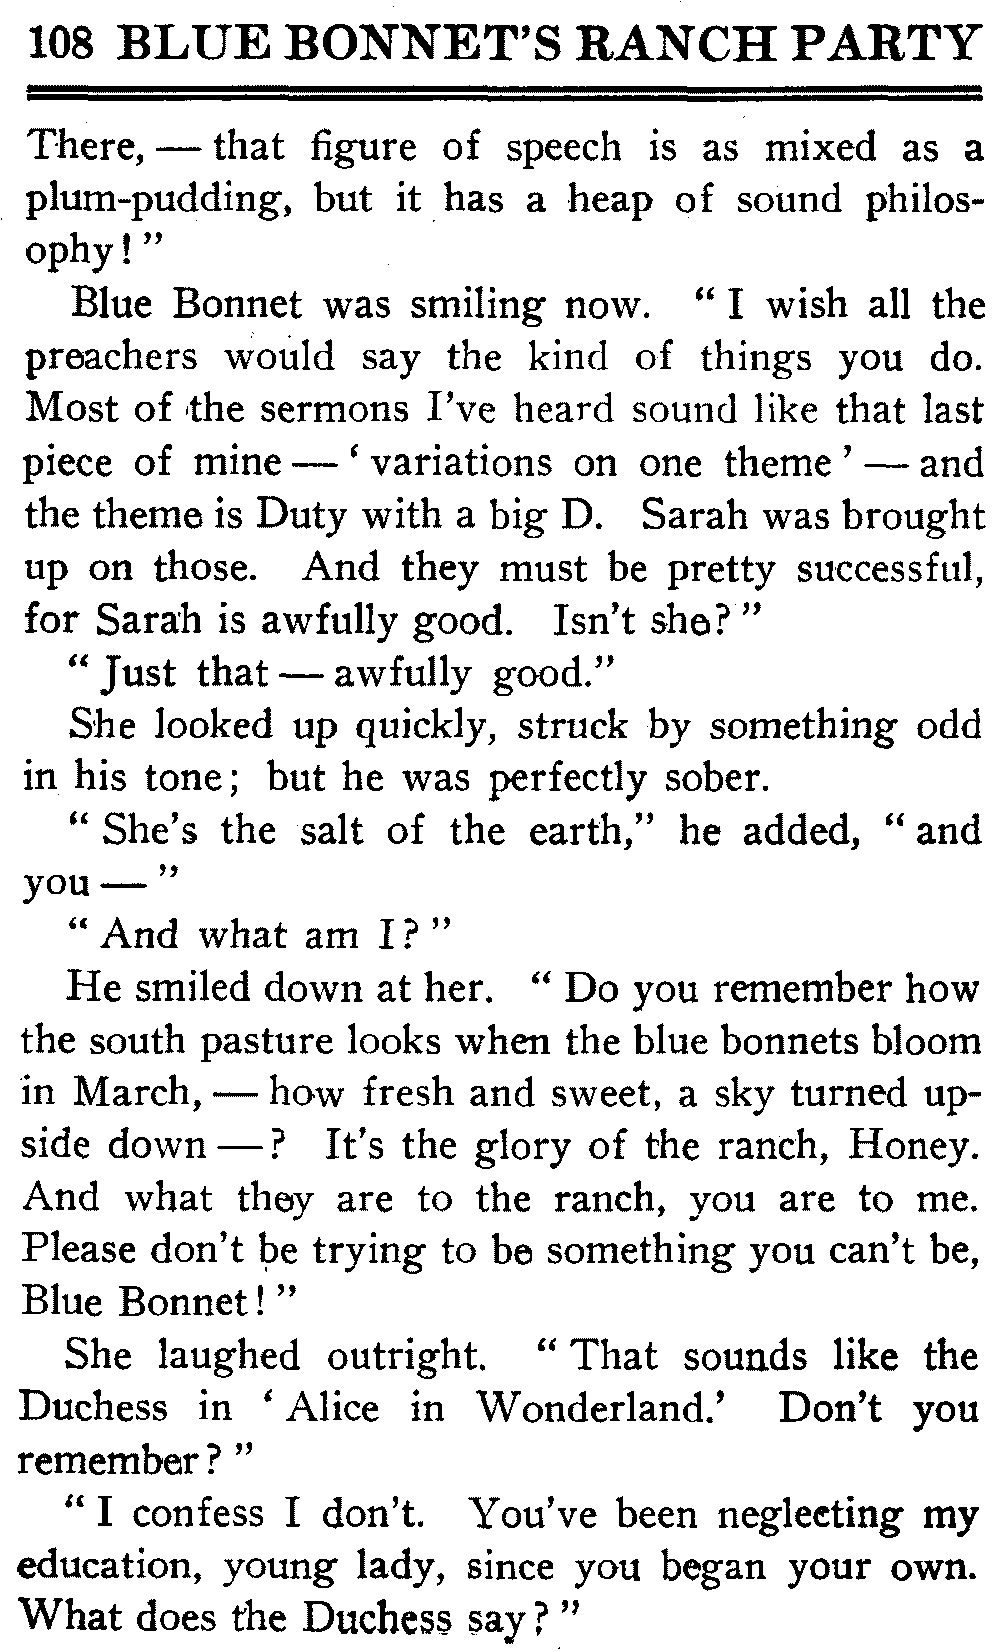 108 BLUE BONNET'S RANCH PARTY
There, — that figure of speech is as mixed as a
plum-pudding, but it has a heap of sound philos-
ophy!"
Blue Bonnet was smiling now. "I wish all the
preachers would say the kind of things you do.
Most of the sermons I've heard sound like that last
piece of mine — 'variations on one theme' — and
the theme is Duty with a big D. Sarah was brought
up on those. And they must be pretty successful,
for Sarah is awfully good. Isn't she?"
"Just that — awfully good."
She looked up quickly, struck by something odd
in his tone; but he was perfectly sober.
"She's the salt of the earth," he added, "and
you — "
"And what am I?"
He smiled down at her. "Do you remember how
the south pasture looks when the blue bonnets bloom
in March, — how fresh and sweet, a sky turned up-
side down — ? It's the glory of the ranch, Honey.
And what they are to the ranch, you are to me.
Please don't be trying to be something you can't be,
Blue Bonnet!"
She laughed outright. "That sounds like the
Duchess in 'Alice in Wonderland.' Don't you
remember?"
"I confess I don't. You've been neglecting my
education, young lady, since you began your own.
What does the Duchess say?"